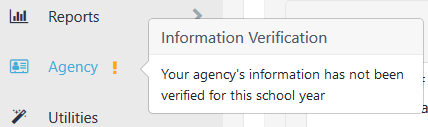 Reports
Information Verification
Agency
Your agency's information has not been
verified for this school year
Utilities